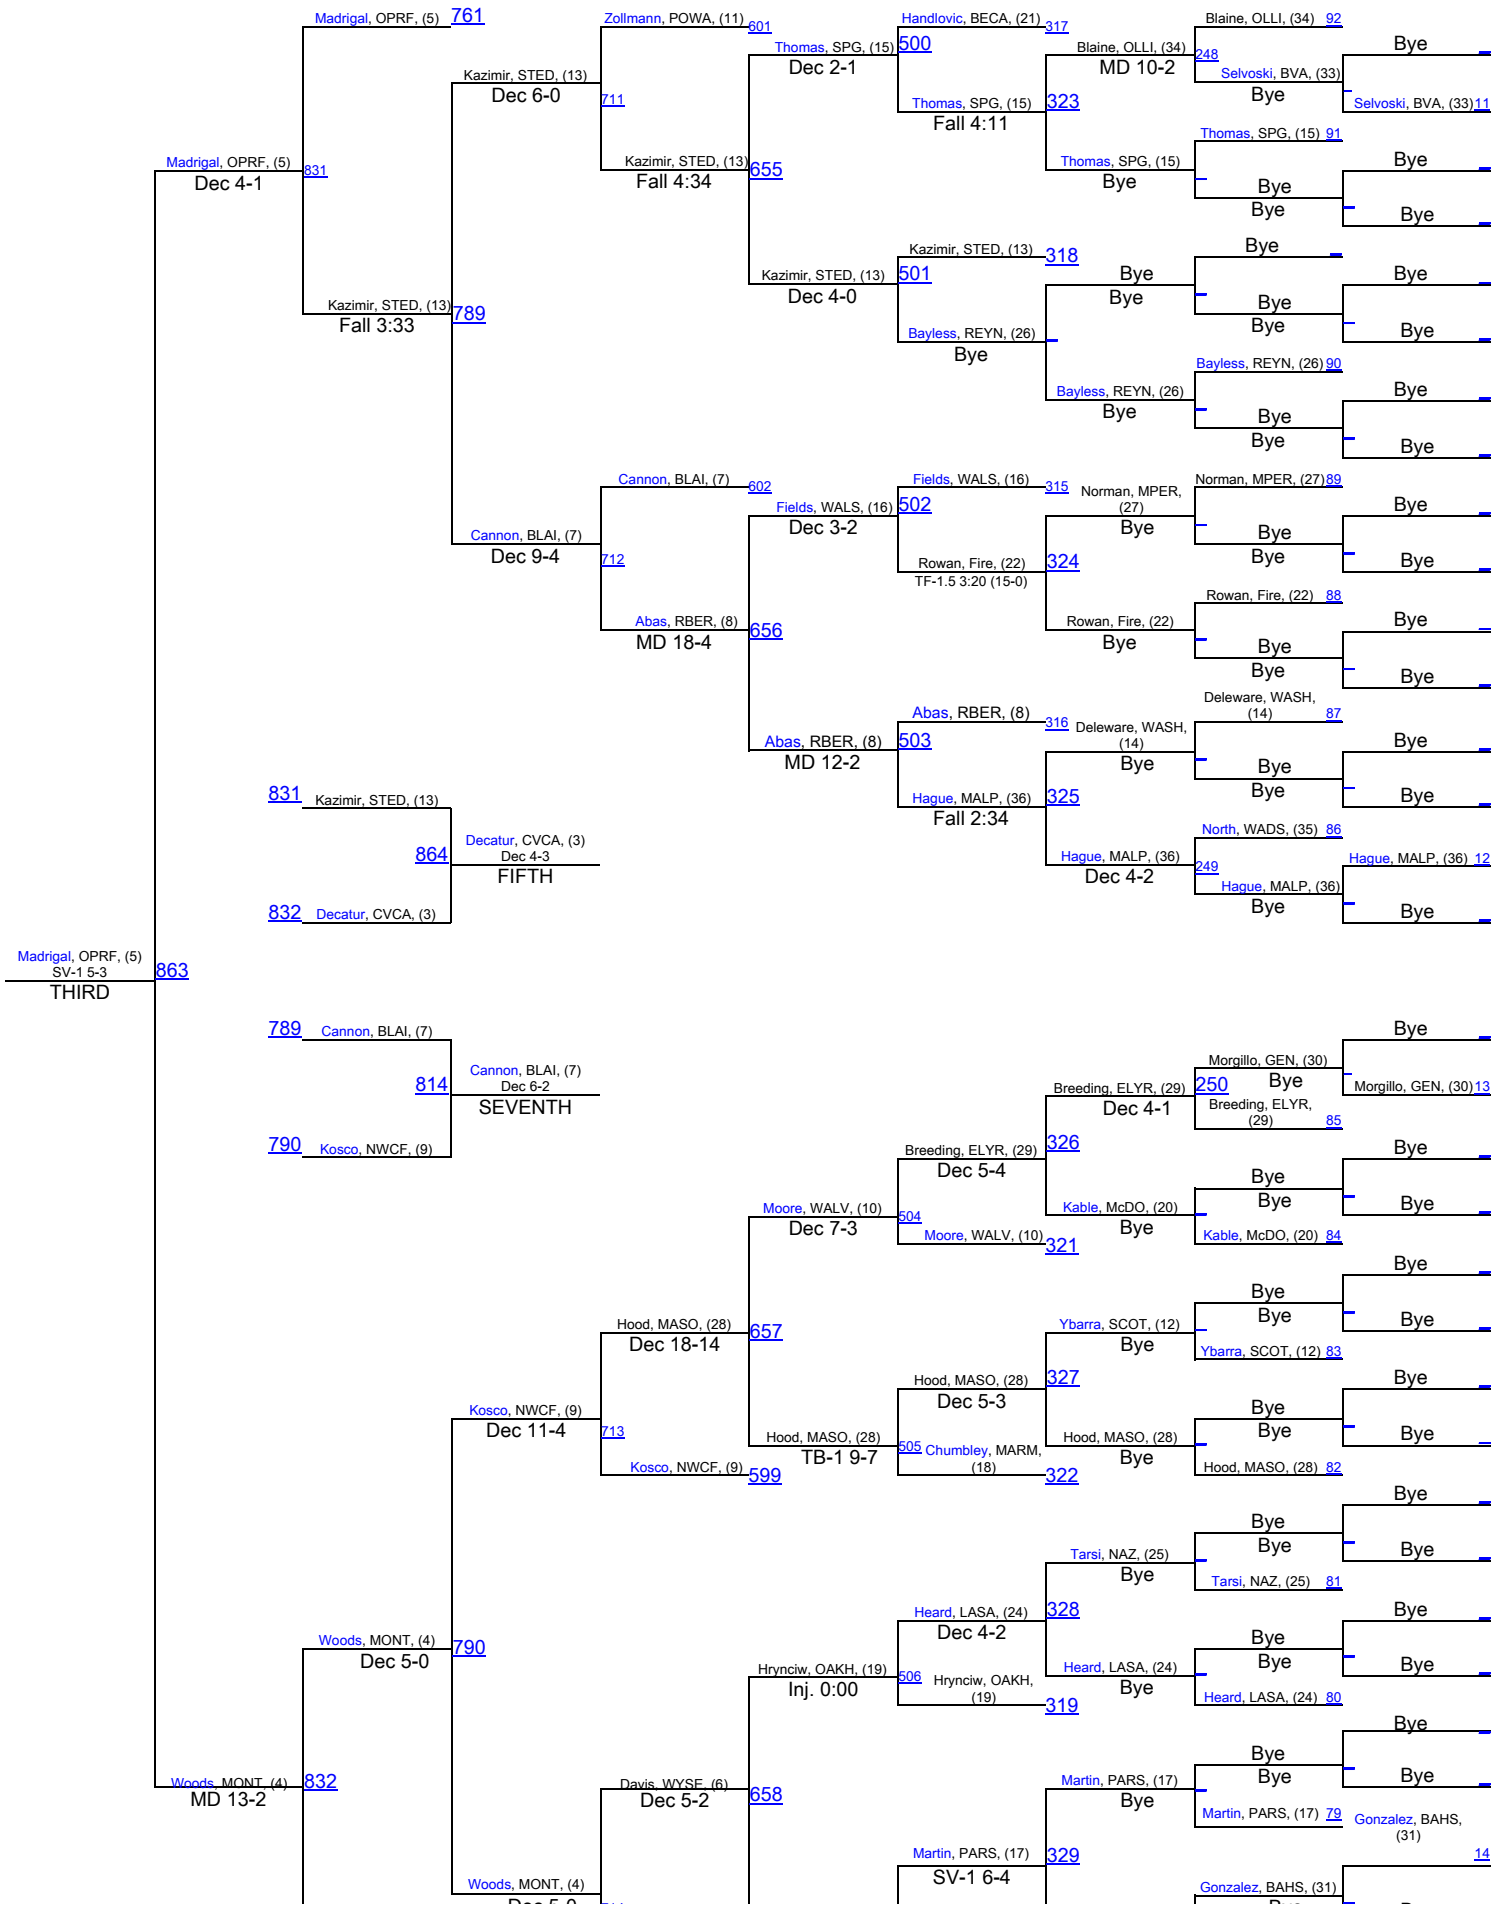 Madrigal, OPRF, (5) 761
Zollmann, POWA, (11) 601
Handlovic, BECA, (21) 317
Blaine, OLLI, (34) 92
Thomas, SPG, (15) 500
Dec 2-1
Blaine, OLLI, (34) 248
MD 10-2
Bye
Kazimir, STED, (13)
Dec 6-0
711
Selvoski, BVA, (33)
Bye
Thomas, SPG, (15) 323
Fall 4:11
Selvoski, BVA, (33) 11
Thomas, SPG, (15) 91
Madrigal, OPRF, (5) 831
Dec 4-1
Kazimir, STED, (13) 655
Fall 4:34
Thomas, SPG, (15)
Bye
Bye
Bye
Bye
Bye
Kazimir, STED, (13) 318
Bye
Kazimir, STED, (13) 501
Dec 4-0
Bye
Bye
Bye
Kazimir, STED, (13) 789
Fall 3:33
Bye
Bye
Bayless, REYN, (26)
Bye
Bye
Bayless, REYN, (26) 90
Bayless, REYN, (26)
Bye
Bye
Bye
Bye
Bye
Cannon, BLAI, (7) 602
Fields, WALS, (16) 315
Norman, MPER, (27)
Bye
Norman, MPER, (27) 89
Fields, WALS, (16) 502
Dec 3-2
Bye
Cannon, BLAI, (7) 712
Dec 9-4
Bye
Bye
Rowan, Fire, (22) 324
TF-1.5 3:20 (15-0)
Bye
Rowan, Fire, (22) 88
Abas, RBER, (8) 656
MD 18-4
Rowan, Fire, (22)
Bye
Bye
Bye
Bye
Bye
Abas, RBER, (8) 316
Deleware, WASH,
(14) 87
Deleware, WASH,
(14)
Bye
Abas, RBER, (8) 503
MD 12-2
Bye
Bye
Bye
831 Kazimir, STED, (13)
Hague, MALP, (36) 325
Fall 2:34
Bye
North, WADS, (35) 86
864
Decatur, CVCA, (3)
Dec 4-3
FIFTH
Hague, MALP, (36) 249
Dec 4-2
Hague, MALP, (36) 12
Hague, MALP, (36)
Bye
832 Decatur, CVCA, (3)
Bye
Madrigal, OPRF, (5) 863
SV-1 5-3
THIRD
789 Cannon, BLAI, (7)
Bye
814
Cannon, BLAI, (7)
Dec 6-2
SEVENTH
Morgillo, GEN, (30)
Bye
Breeding, ELYR, (29) 250
Dec 4-1
Morgillo, GEN, (30) 13
Breeding, ELYR,
(29) 85
790 Kosco, NWCF, (9)
Breeding, ELYR, (29) 326
Dec 5-4
Bye
Bye
Bye
Moore, WALV, (10) 504
Dec 7-3
Kable, McDO, (20)
Bye
Bye
Moore, WALV, (10) 321
Kable, McDO, (20) 84
Bye
Bye
Bye
Hood, MASO, (28) 657
Dec 18-14
Ybarra, SCOT, (12)
Bye
Bye
Ybarra, SCOT, (12) 83
Hood, MASO, (28) 327
Dec 5-3
Bye
Kosco, NWCF, (9) 713
Dec 11-4
Bye
Bye
Hood, MASO, (28) 505
TB-1 9-7
Chumbley, MARM,
(18) 322
Hood, MASO, (28)
Bye
Bye
Kosco, NWCF, (9) 599
Hood, MASO, (28) 82
Bye
Bye
Bye
Tarsi, NAZ, (25)
Bye
Bye
Tarsi, NAZ, (25) 81
Heard, LASA, (24) 328
Dec 4-2
Bye
Woods, MONT, (4) 790
Dec 5-0
Bye
Bye
Hrynciw, OAKH, (19) 506
Inj. 0:00
Hrynciw, OAKH,
(19) 319
Heard, LASA, (24)
Bye
Bye
Heard, LASA, (24) 80
Bye
Bye
Bye
Woods, MONT, (4) 832
MD 13-2
Davis, WYSE, (6) 658
Dec 5-2
Martin, PARS, (17)
Bye
Bye
Martin, PARS, (17) 79
Gonzalez, BAHS,
(31)
14
Martin, PARS, (17) 329
SV-1 6-4
Woods, MONT, (4)
Dec 5-0
Gonzalez, BAHS, (31)